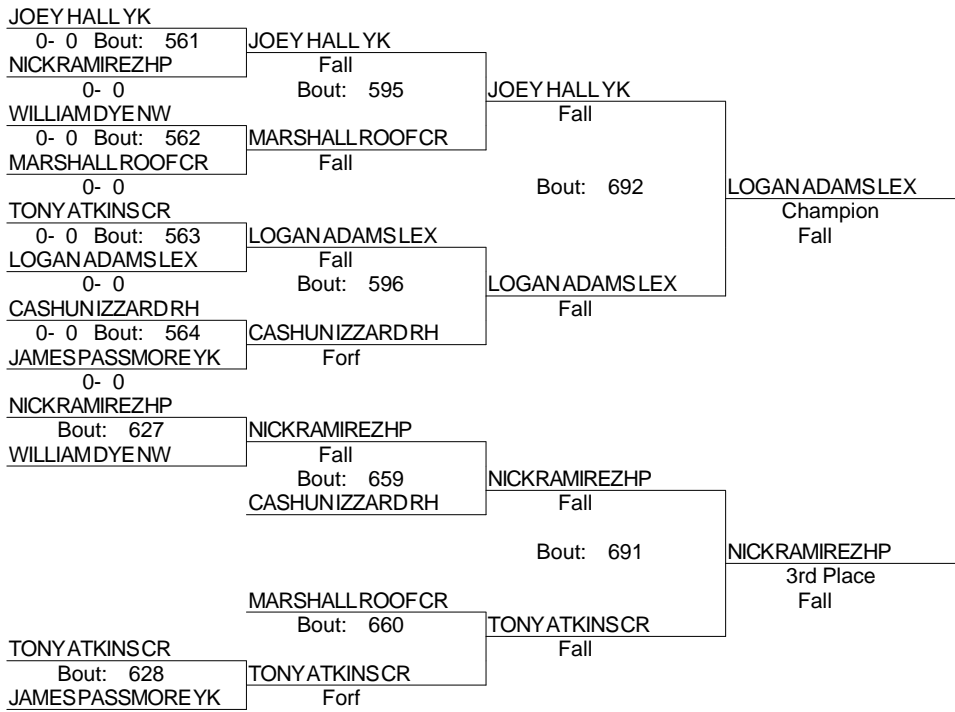 JOEY HALL YK
0- 0 Bout: 561 JOEY HALL YK
NICK RAMIREZ HP Fall
0- 0 Bout: 595 JOEY HALL YK
WILLIAM DYE NW Fall
0- 0 Bout: 562 MARSHALL ROOF CR
MARSHALL ROOF CR Fall
0- 0 Bout: 692 LOGAN ADAMS LEX
TONY ATKINS CR Champion
0- 0 Bout: 563 LOGAN ADAMS LEX Fall
LOGAN ADAMS LEX Fall
0- 0 Bout: 596 LOGAN ADAMS LEX
CASHUN IZZARD RH Fall
0- 0 Bout: 564 CASHUN IZZARD RH
JAMES PASSMORE YK Forf
0- 0
NICK RAMIREZ HP
Bout: 627 NICK RAMIREZ HP
WILLIAM DYE NW Fall
Bout: 659 NICK RAMIREZ HP
CASHUN IZZARD RH Fall
Bout: 691 NICK RAMIREZ HP
3rd Place
MARSHALL ROOF CR Fall
Bout: 660 TONY ATKINS CR
TONY ATKINS CR Fall
Bout: 628 TONY ATKINS CR
JAMES PASSMORE YK Forf